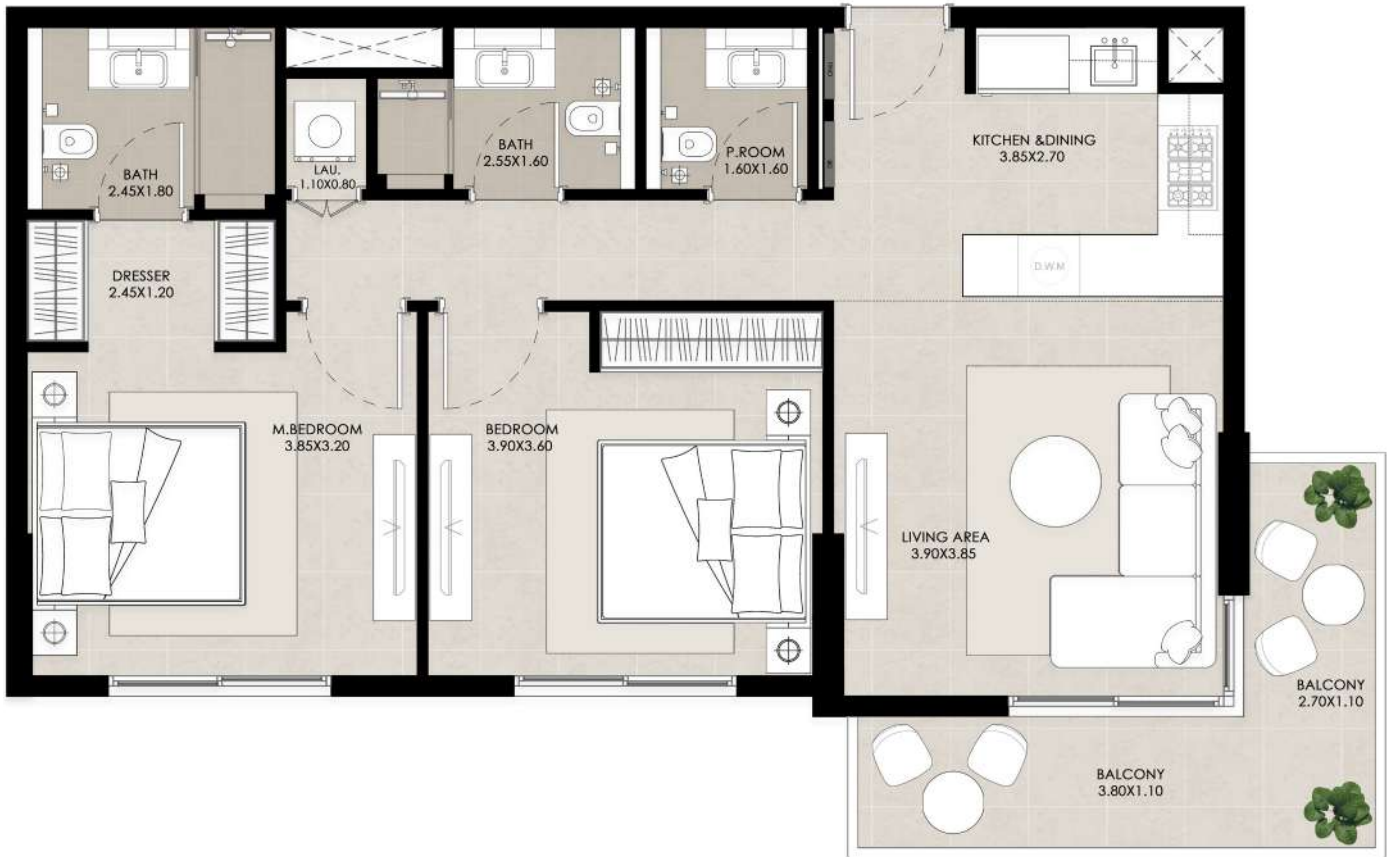 BATH
2.45X1.80
LAU.
1.10X0.80
BATH
2.55X1.60
P.ROOM
1.60X1.60
KITCHEN &DINING
3.85X2.70
D.W.M
DRESSER
2.45X1.20
M.BEDROOM
3.85X3.20
BEDROOM
3.90X3.60
LIVING AREA
3.90X3.85
BALCONY
2.70X1.10
BALCONY
3.80X1.10